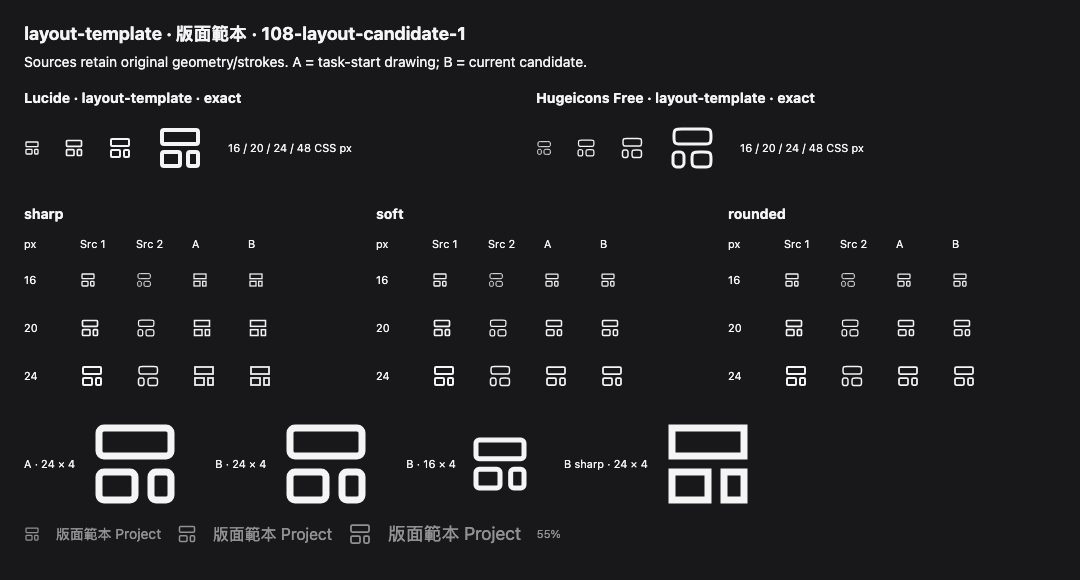 layout-template · 版面範本 · 108-layout-candidate-1
Sources retain original geometry/strokes. A = task-start drawing; B = current candidate.
Lucide · layout-template · exact
Hugeicons Free · layout-template · exact
16 / 20 / 24 / 48 CSS px
16 / 20 / 24 / 48 CSS px
sharp
soft
rounded
px Src 1 Src 2 A B
px Src 1 Src 2 A B
px Src 1 Src 2 A B
16
16
16
20
20
20
24
24
24
A · 24 × 4
B · 24 × 4
B · 16 × 4
B sharp · 24 × 4
版面範本 Project
版面範本 Project
版面範本 Project
55%